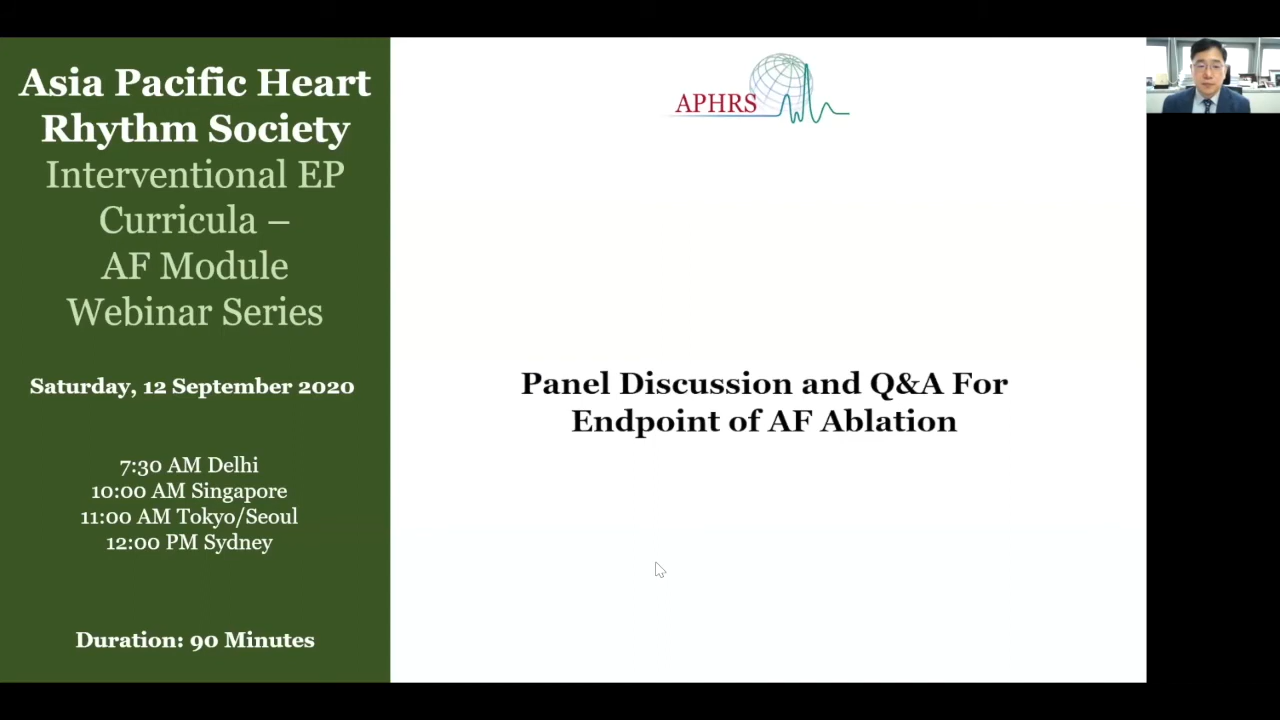 Asia Pacific Heart
Rhythm Society
Interventional EP
Curricula –
AF Module
Webinar Series
Saturday, 12 September 2020
7:30 AM Delhi
10:00 AM Singapore
11:00 AM Tokyo/Seoul
12:00 PM Sydney
Duration: 90 Minutes
APHRS
Panel Discussion and Q&A For
Endpoint of AF Ablation